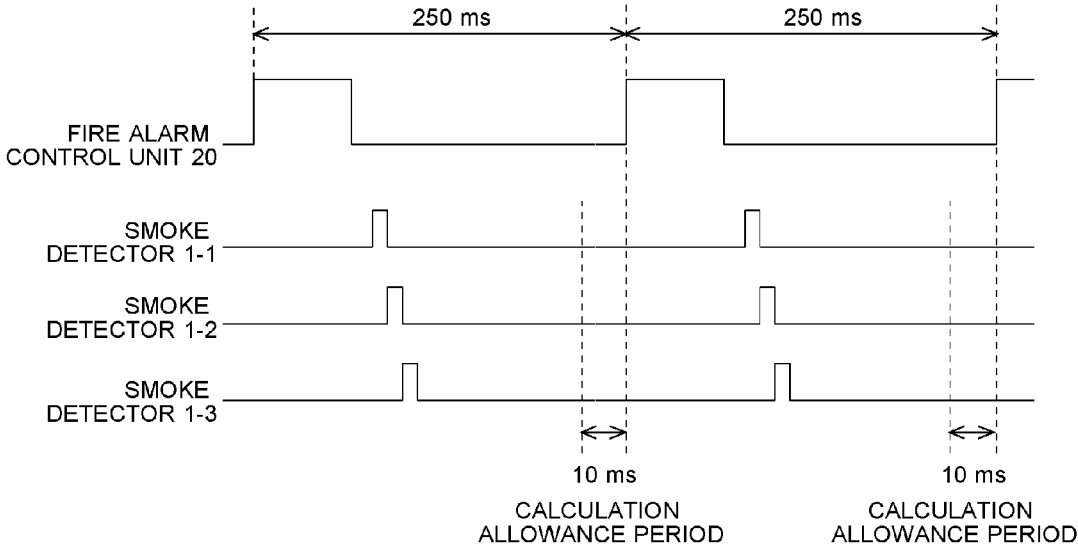 250 ms
250 ms
FIRE ALARM
CONTROL UNIT 20
SMOKE
DETECTOR 1-1
SMOKE
DETECTOR 1-2
SMOKE
DETECTOR 1-3
10 ms
CALCULATION
ALLOWANCE PERIOD
10 ms
CALCULATION
ALLOWANCE PERIOD